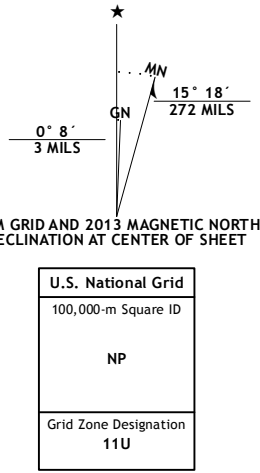 ★
MN
GN
15° 18´
272 MILS
0° 8´
3 MILS
M GRID AND 2013 MAGNETIC NORTH
ECLINATION AT CENTER OF SHEET
U.S. National Grid
100,000-m Square ID
NP
Grid Zone Designation
11U